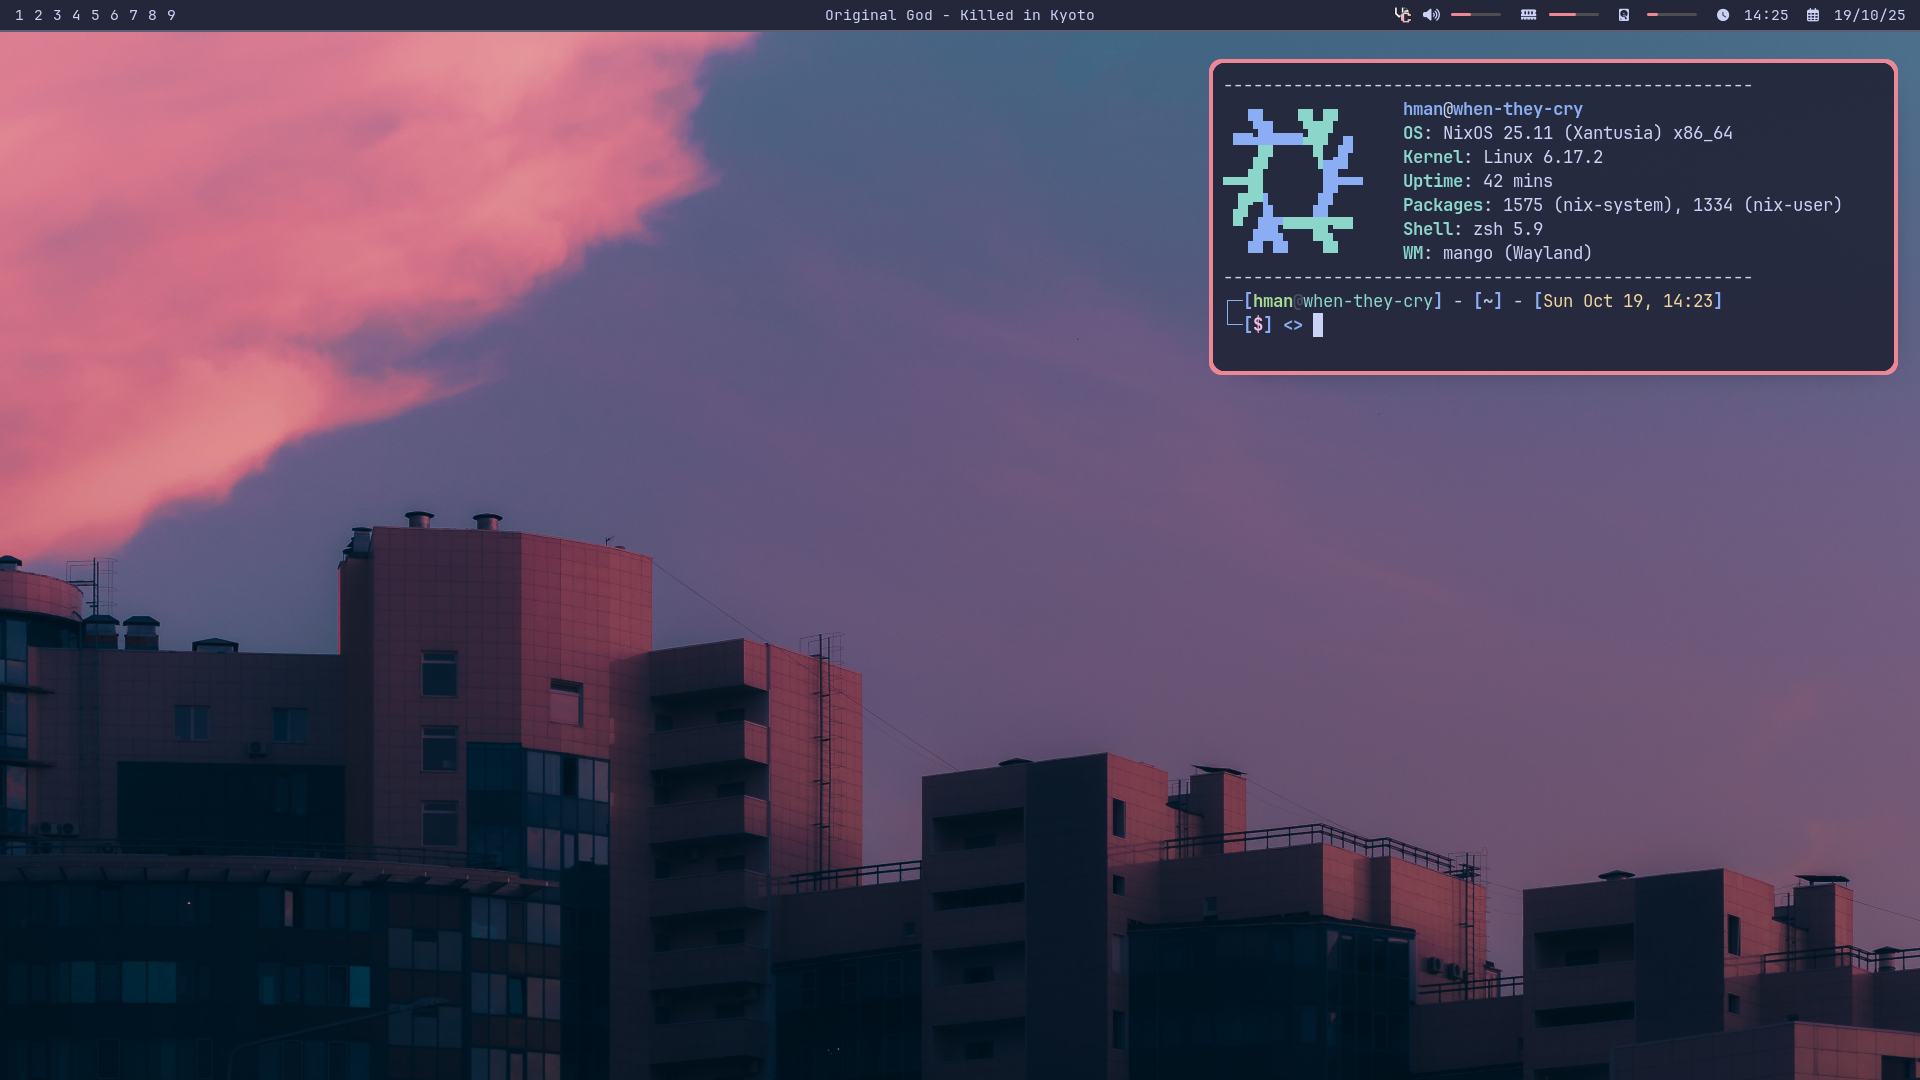 1 2 3 4 5 6 7 8 9
Original God - Killed in Kyoto
14:25 19/10/25
-----------------------------------------------------
hman@when-they-cry
OS: NixOS 25.11 (Xantusia) x86_64
Kernel: Linux 6.17.2
Uptime: 42 mins
Packages: 1575 (nix-system), 1334 (nix-user)
Shell: zsh 5.9
WM: mango (Wayland)
-----------------------------------------------------
┌─[hman@when-they-cry] - [~] - [Sun Oct 19, 14:23]
└─[$] <>